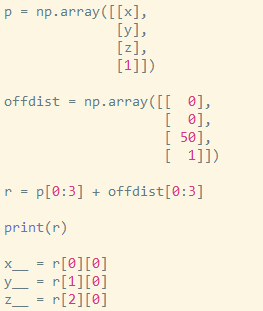 p = np.array([[x],
              [y],
              [z],
              [1]])
offdist = np.array([[  0],
                    [  0],
                    [ 50],
                    [  1]])
r = p[0:3] + offdist[0:3]
print(r)
x__ = r[0][0]
y__ = r[1][0]
z__ = r[2][0]